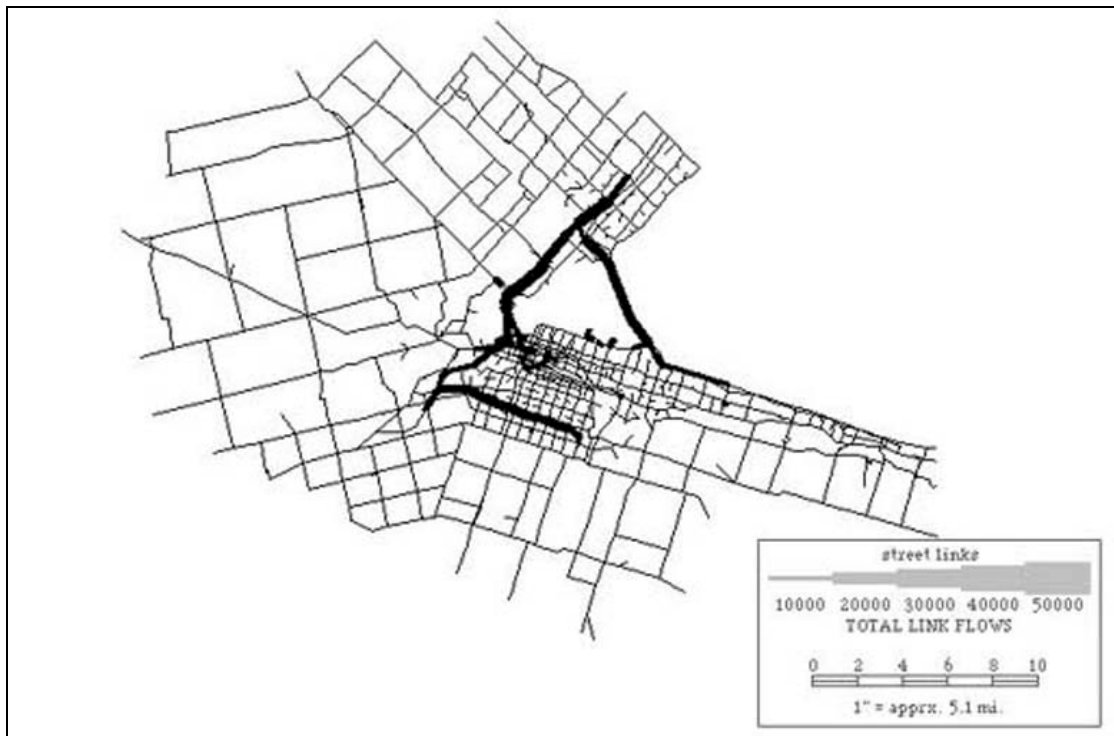 street links
10000 20000 30000 40000 50000
TOTAL LINK FLOWS
0 2 4 6 8 10
1" = apprx. 5.1 mi.